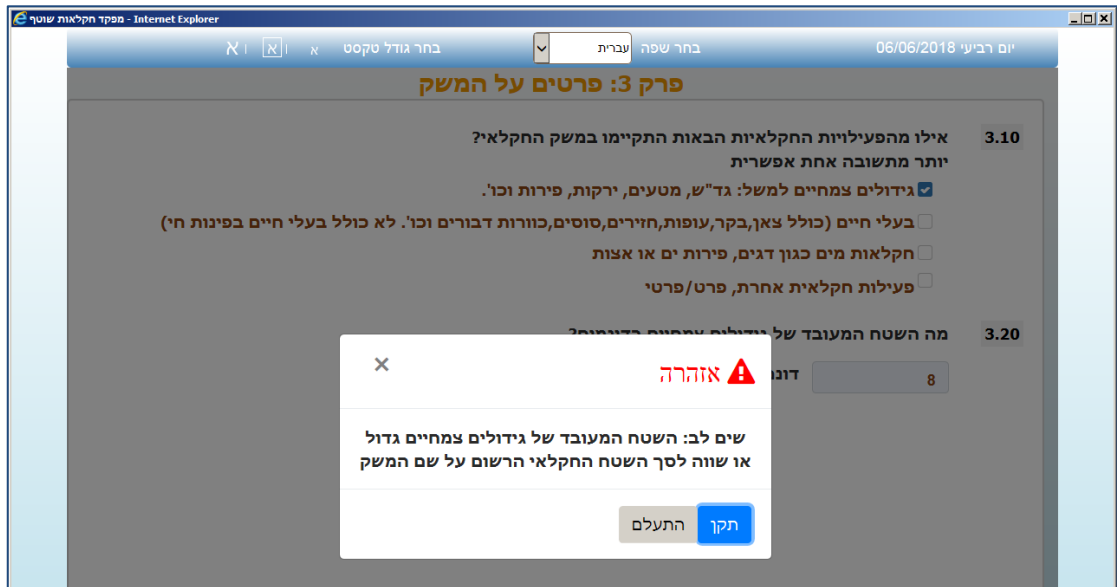 מפקד חקלאות שוטף - Internet Explorer
יום רביעי 06/06/2018 בחר שפה עברית בחר גודל טקסט א | א | א
פרק 3: פרטים על המשק
3.10 אילו מהפעילויות החקלאיות הבאות התקיימו במשק החקלאי?
יותר מתשובה אחת אפשרית
גידולים צמחיים למשל: גד"ש, מטעים, ירקות, פירות וכו'.
בעלי חיים (כולל צאן,בקר,עופות,חזירים,סוסים,כוורות דבורים וכו'. לא כולל בעלי חיים בפינות חי)
חקלאות מים כגון דגים, פירות ים או אצות
פעילות חקלאית אחרת, פרט/פרטי
3.20 מה השטח המעובד של גידולים צמחיים בדונמים?
8
אזהרה
שים לב: השטח המעובד של גידולים צמחיים גדול
או שווה לסך השטח החקלאי הרשום על שם המשק
תקן התעלם